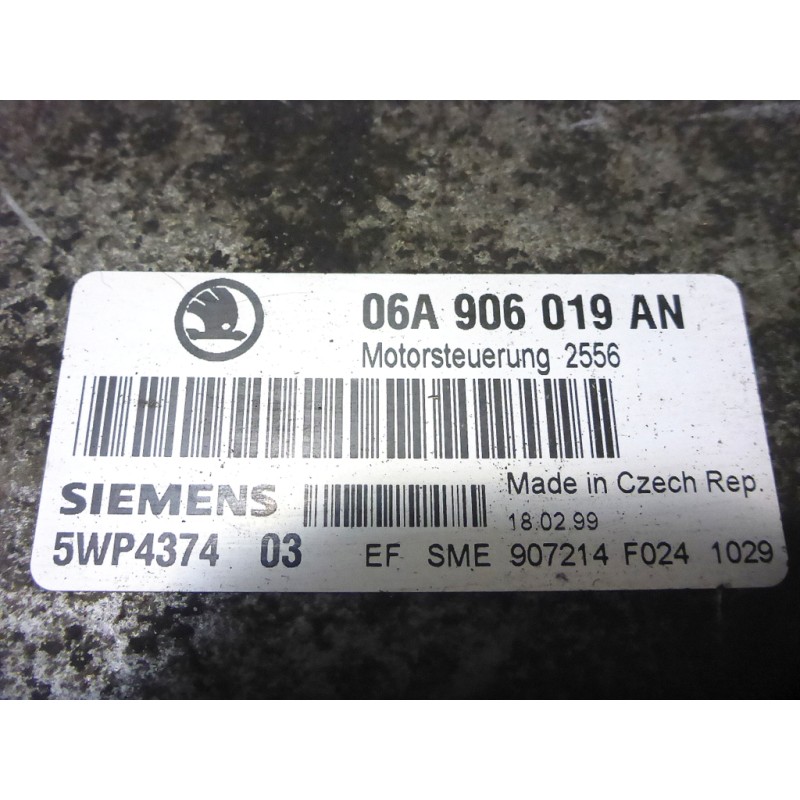 06A 906 019 AN
Motorsteuerung 2556
SIEMENS
Made in Czech Rep.
18.02.99
5WP4374 03 EF SME 907214 F024 1029